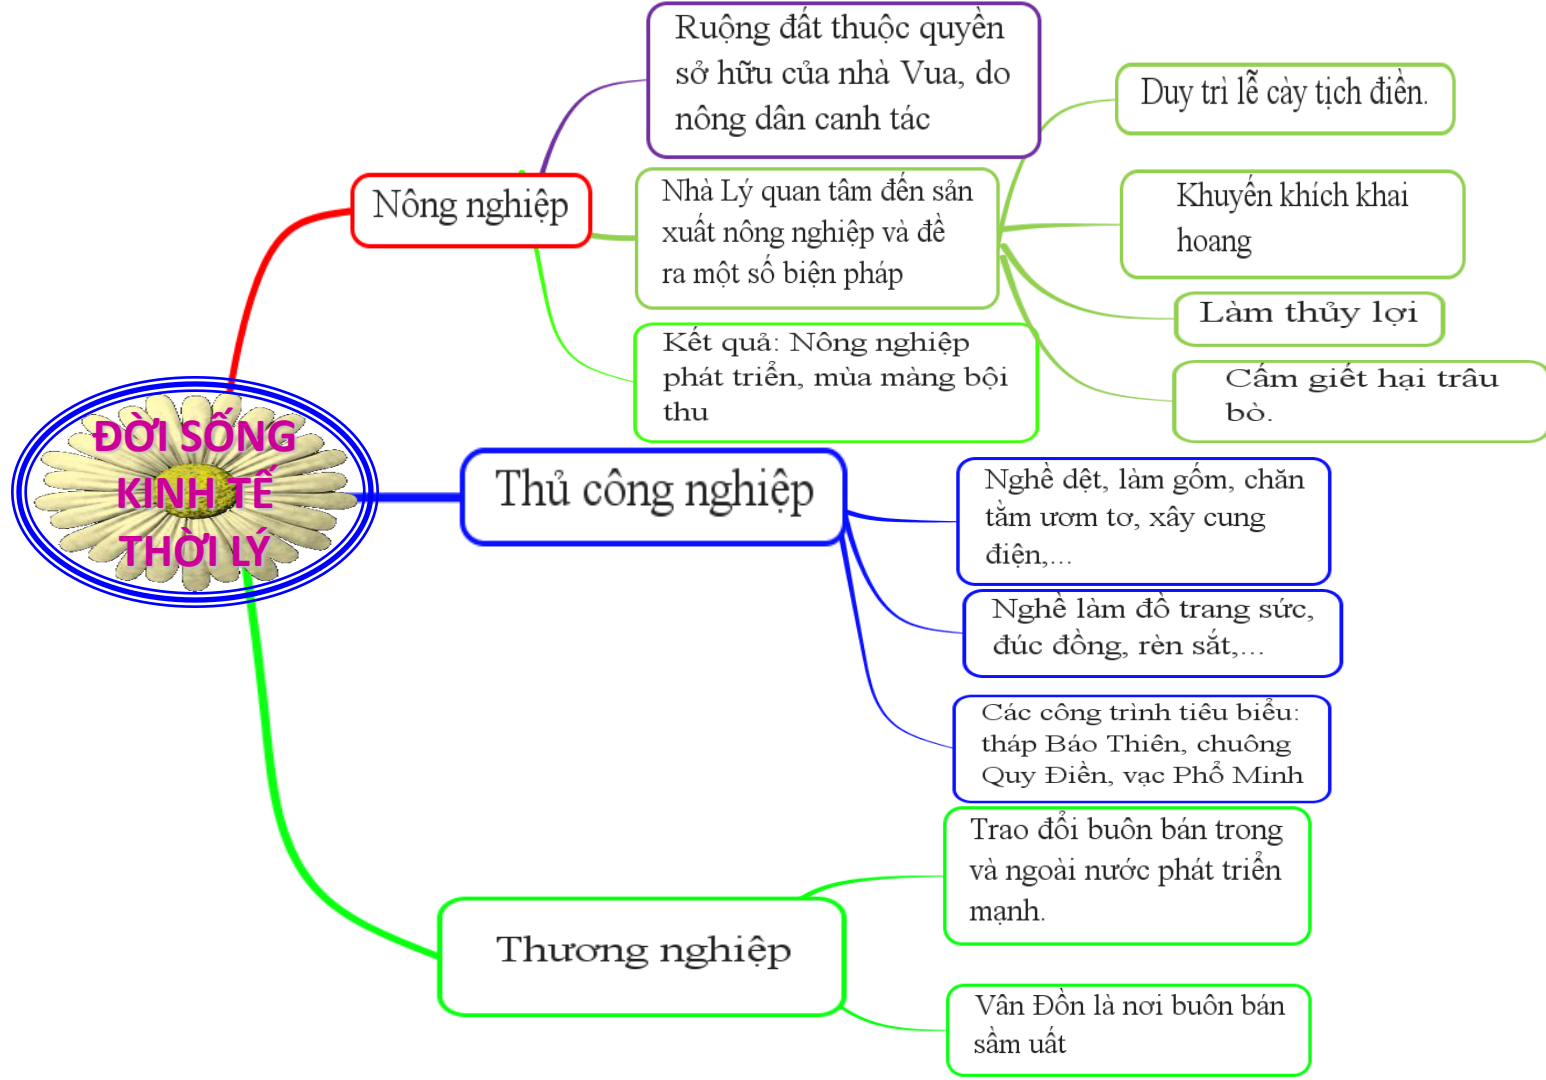 ĐỜI SỐNG
KINH TẾ
THỜI LÝ
Nông nghiệp
Ruộng đất thuộc quyền
sở hữu của nhà Vua, do
nông dân canh tác
Nhà Lý quan tâm đến sản
xuất nông nghiệp và đề
ra một số biện pháp
Duy trì lễ cày tịch điền.
Khuyến khích khai
hoang
Làm thủy lợi
Cấm giết hại trâu
bò.
Kết quả: Nông nghiệp
phát triển, mùa màng bội
thu
Thủ công nghiệp
Nghề dệt, làm gốm, chăn
tằm ươm tơ, xây cung
điện,...
Nghề làm đồ trang sức,
đúc đồng, rèn sắt,...
Các công trình tiêu biểu:
tháp Báo Thiên, chuông
Quy Điền, vạc Phổ Minh
Thương nghiệp
Trao đổi buôn bán trong
và ngoài nước phát triển
mạnh.
Vân Đồn là nơi buôn bán
sầm uất